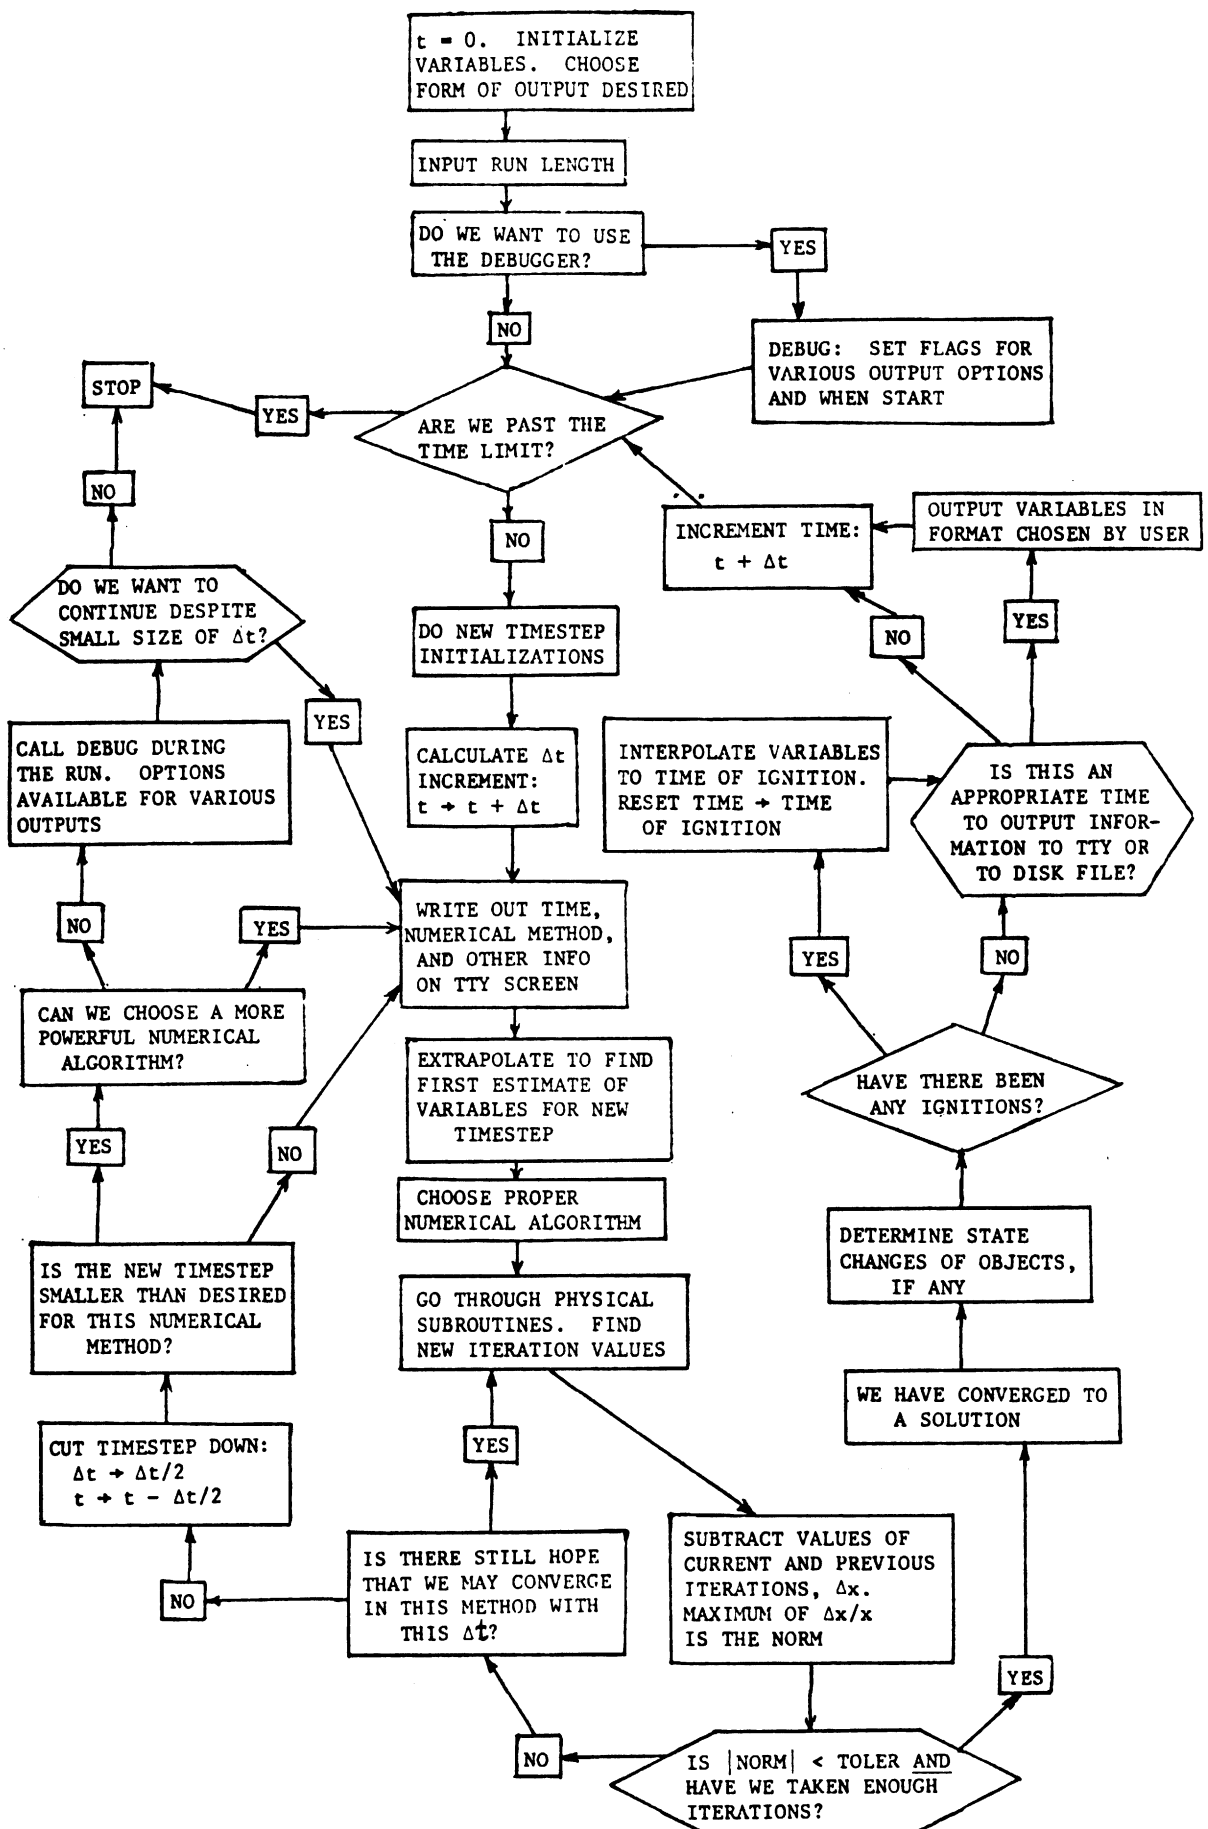 t = 0. INITIALIZE
VARIABLES. CHOOSE
FORM OF OUTPUT DESIRED
INPUT RUN LENGTH
DO WE WANT TO USE
THE DEBUGGER?
YES
NO
DEBUG: SET FLAGS FOR
VARIOUS OUTPUT OPTIONS
AND WHEN START
STOP
YES
ARE WE PAST THE
TIME LIMIT?
NO
NO
INCREMENT TIME:
t + Δt
OUTPUT VARIABLES IN
FORMAT CHOSEN BY USER
DO WE WANT TO
CONTINUE DESPITE
SMALL SIZE OF Δt?
DO NEW TIMESTEP
INITIALIZATIONS
NO
YES
YES
CALL DEBUG DURING
THE RUN. OPTIONS
AVAILABLE FOR VARIOUS
OUTPUTS
CALCULATE Δt
INCREMENT:
t → t + Δt
INTERPOLATE VARIABLES
TO TIME OF IGNITION.
RESET TIME → TIME
OF IGNITION
IS THIS AN
APPROPRIATE TIME
TO OUTPUT INFOR-
MATION TO TTY OR
TO DISK FILE?
NO
YES
WRITE OUT TIME,
NUMERICAL METHOD,
AND OTHER INFO
ON TTY SCREEN
YES
NO
CAN WE CHOOSE A MORE
POWERFUL NUMERICAL
ALGORITHM?
EXTRAPOLATE TO FIND
FIRST ESTIMATE OF
VARIABLES FOR NEW
TIMESTEP
HAVE THERE BEEN
ANY IGNITIONS?
YES
NO
CHOOSE PROPER
NUMERICAL ALGORITHM
DETERMINE STATE
CHANGES OF OBJECTS,
IF ANY
IS THE NEW TIMESTEP
SMALLER THAN DESIRED
FOR THIS NUMERICAL
METHOD?
GO THROUGH PHYSICAL
SUBROUTINES. FIND
NEW ITERATION VALUES
WE HAVE CONVERGED TO
A SOLUTION
CUT TIMESTEP DOWN:
Δt → Δt/2
t → t - Δt/2
YES
IS THERE STILL HOPE
THAT WE MAY CONVERGE
IN THIS METHOD WITH
THIS Δt?
SUBTRACT VALUES OF
CURRENT AND PREVIOUS
ITERATIONS, Δx.
MAXIMUM OF Δx/x
IS THE NORM
NO
YES
NO
IS |NORM| < TOLER AND
HAVE WE TAKEN ENOUGH
ITERATIONS?